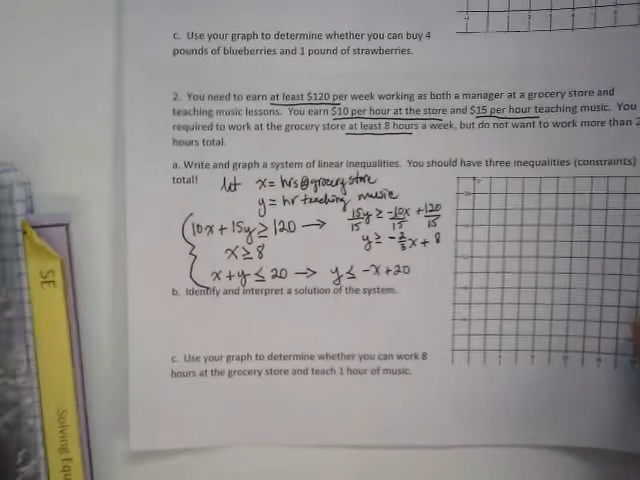 c. Use your graph to determine whether you can buy 4
pounds of blueberries and 1 pound of strawberries.
2. You need to earn at least $120 per week working as both a manager at a grocery store and
teaching music lessons. You earn $10 per hour at the store and $15 per hour teaching music. You
required to work at the grocery store at least 8 hours a week, but do not want to work more than 2
hours total.
a. Write and graph a system of linear inequalities. You should have three inequalities (constraints)
total!
let x = hrs @ grocery store
y = hr teaching music
10x + 15y ≥ 120 → 15y/15 ≥ -10x/15 + 120/15
y ≥ -2/3 x + 8
x ≥ 8
x + y ≤ 20 → y ≤ -x + 20
b. Identify and interpret a solution of the system.
c. Use your graph to determine whether you can work 8
hours at the grocery store and teach 1 hour of music.
SE
Solving Equ